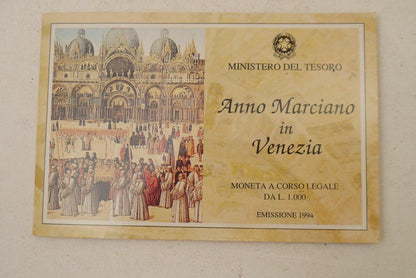 MINISTERO DEL TESORO
Anno Marciano
in
Venezia
MONETA A CORSO LEGALE
DA L. 1.000
EMISSIONE 1994